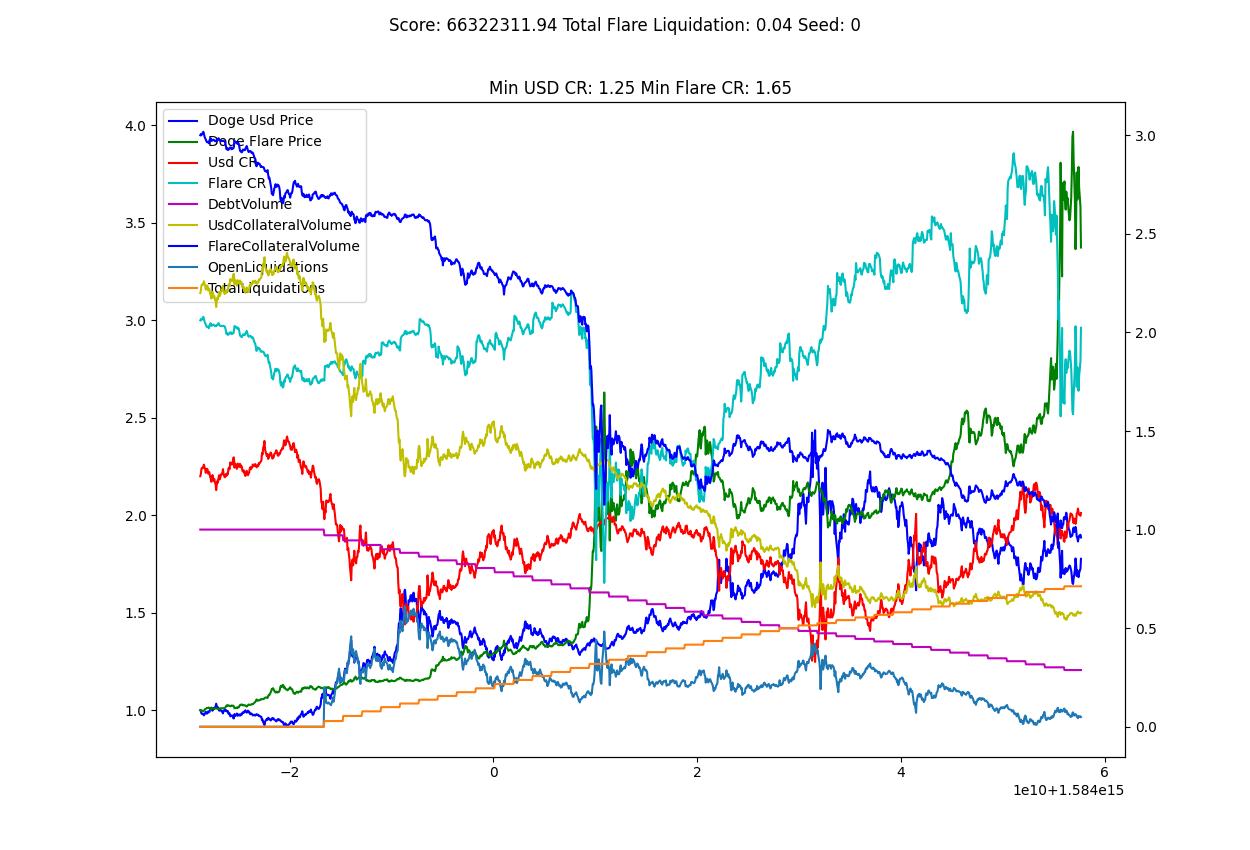 Score: 66322311.94 Total Flare Liquidation: 0.04 Seed: 0
Min USD CR: 1.25 Min Flare CR: 1.65
Doge Usd Price
Doge Flare Price
Usd CR
Flare CR
DebtVolume
UsdCollateralVolume
FlareCollateralVolume
OpenLiquidations
TotalLiquidations
4.0
3.5
3.0
2.5
2.0
1.5
1.0
3.0
2.5
2.0
1.5
1.0
0.5
0.0
−2 0 2 4 6
1e10+1.584e15